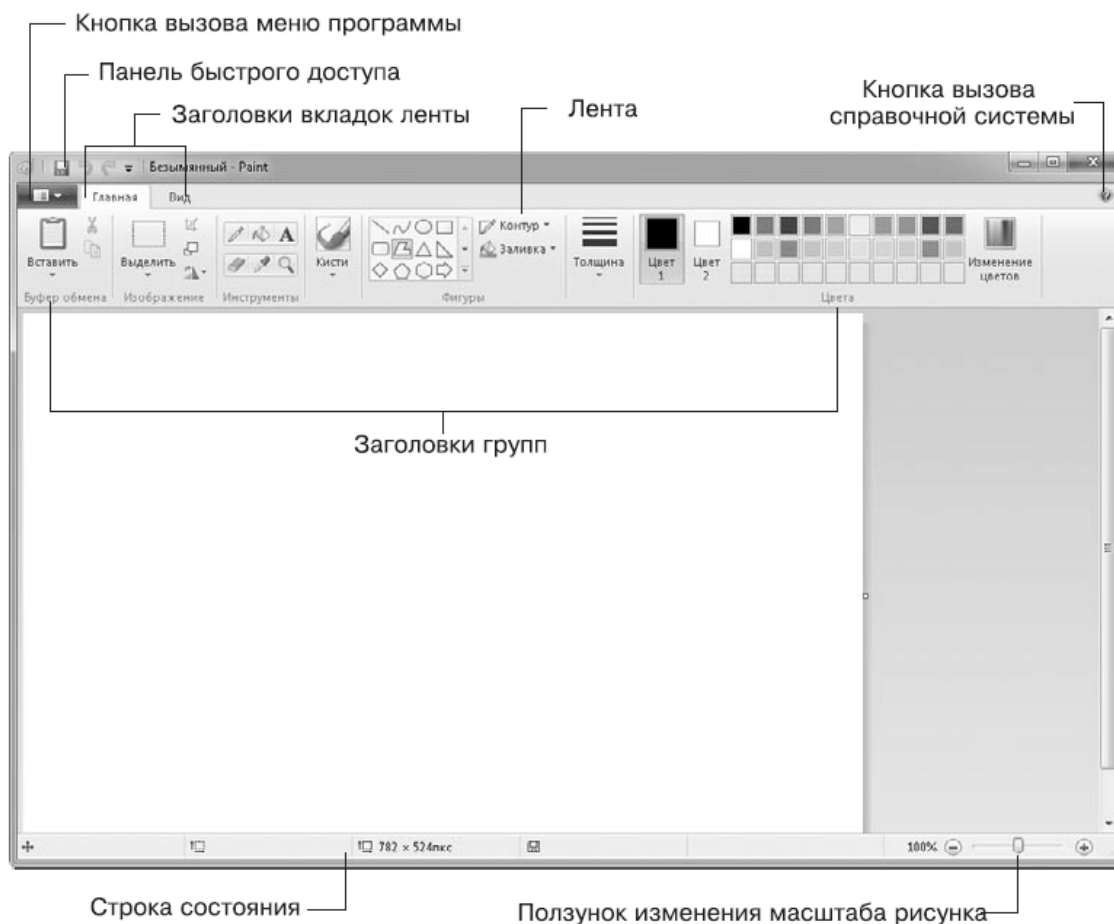 Кнопка вызова меню программы
Панель быстрого доступа
Заголовки вкладок ленты
Лента
Кнопка вызова
справочной системы
Безымянный - Paint
Главная Вид
Вставить
Выделить
A
Кисти
Контур
Заливка
Толщина
Цвет
1
Цвет
2
Изменение
цветов
Буфер обмена Изображение Инструменты Фигуры Цвета
Заголовки групп
782 × 524пкс 100%
Строка состояния
Ползунок изменения масштаба рисунка